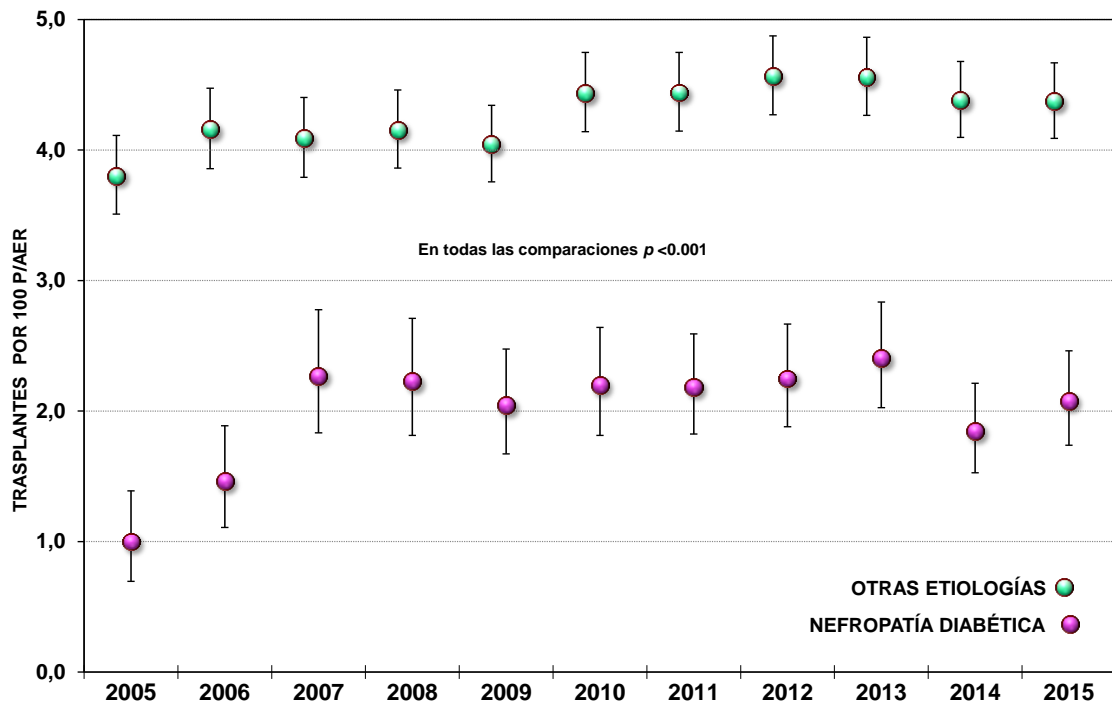 5,0
4,0
3,0
2,0
1,0
0,0
TRASPLANTES POR 100 P/AER
En todas las comparaciones p <0.001
OTRAS ETIOLOGÍAS
NEFROPATÍA DIABÉTICA
2005 2006 2007 2008 2009 2010 2011 2012 2013 2014 2015